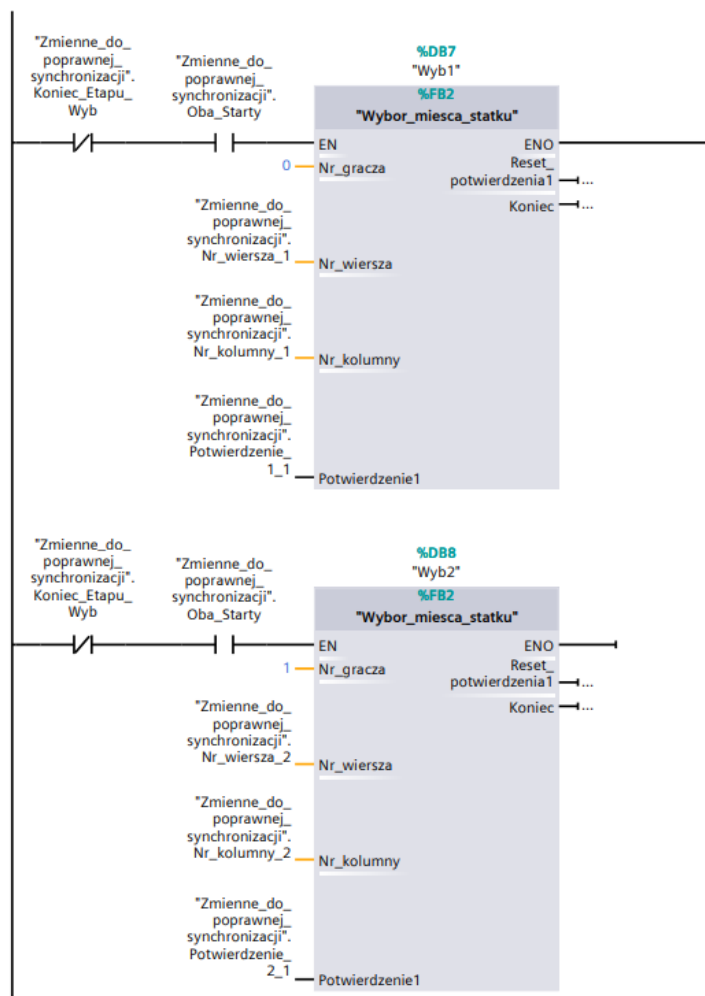 "Zmienne_do_
poprawnej_
synchronizacji".
Koniec_Etapu_
Wyb
"Zmienne_do_
poprawnej_
synchronizacji".
Oba_Starty
%DB7
"Wyb1"
%FB2
"Wybor_miesca_statku"
EN
ENO
0
Nr_gracza
Reset_
potwierdzenia1
...
Koniec
...
"Zmienne_do_
poprawnej_
synchronizacji".
Nr_wiersza_1
Nr_wiersza
"Zmienne_do_
poprawnej_
synchronizacji".
Nr_kolumny_1
Nr_kolumny
"Zmienne_do_
poprawnej_
synchronizacji".
Potwierdzenie_
1_1
Potwierdzenie1
"Zmienne_do_
poprawnej_
synchronizacji".
Koniec_Etapu_
Wyb
"Zmienne_do_
poprawnej_
synchronizacji".
Oba_Starty
%DB8
"Wyb2"
%FB2
"Wybor_miesca_statku"
EN
ENO
1
Nr_gracza
Reset_
potwierdzenia1
...
Koniec
...
"Zmienne_do_
poprawnej_
synchronizacji".
Nr_wiersza_2
Nr_wiersza
"Zmienne_do_
poprawnej_
synchronizacji".
Nr_kolumny_2
Nr_kolumny
"Zmienne_do_
poprawnej_
synchronizacji".
Potwierdzenie_
2_1
Potwierdzenie1